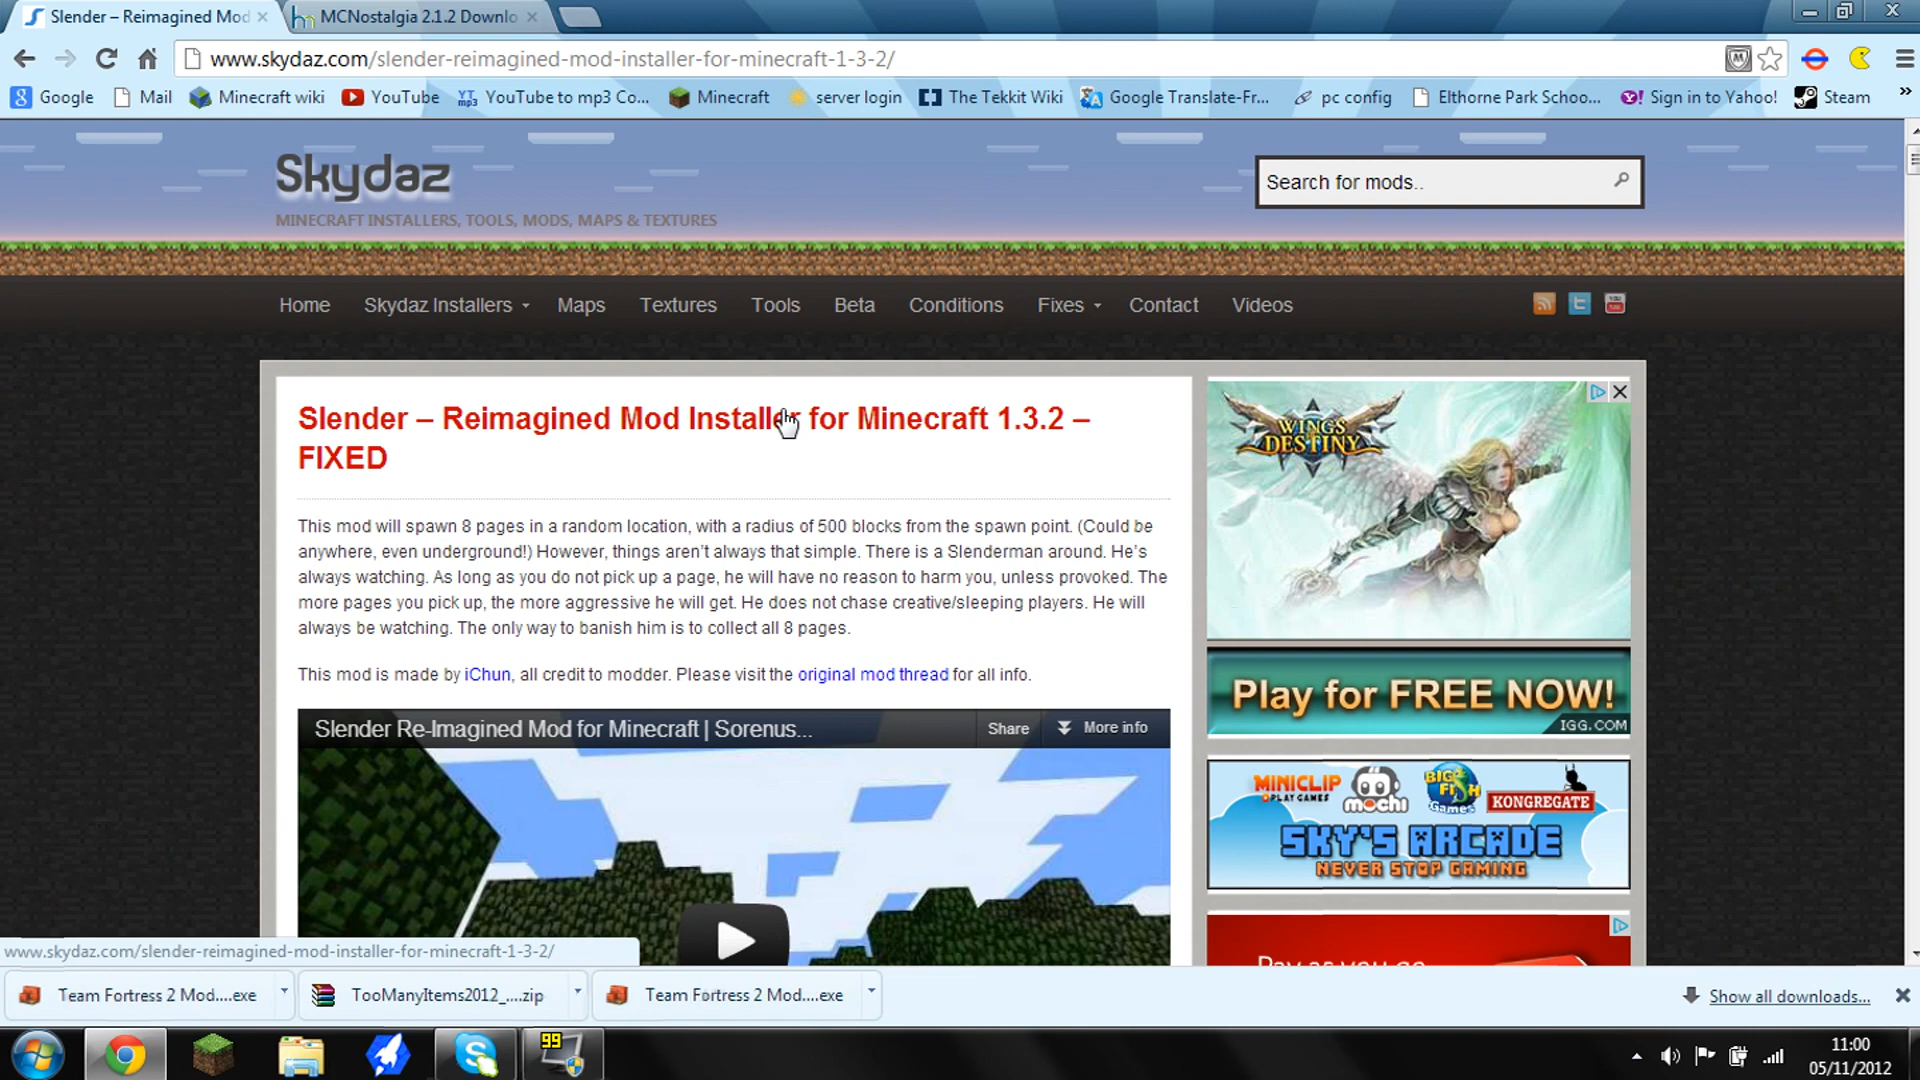 Slender – Reimagined Mod
MCNostalgia 2.1.2 Downlo
www.skydaz.com/slender-reimagined-mod-installer-for-minecraft-1-3-2/
Google
Mail
Minecraft wiki
YouTube
YouTube to mp3 Co...
Minecraft
server login
The Tekkit Wiki
Google Translate-Fr...
pc config
Elthorne Park Schoo...
Sign in to Yahoo!
Steam
Skydaz
MINECRAFT INSTALLERS, TOOLS, MODS, MAPS & TEXTURES
Search for mods..
Home
Skydaz Installers
Maps
Textures
Tools
Beta
Conditions
Fixes
Contact
Videos
Slender – Reimagined Mod Installer for Minecraft 1.3.2 –
FIXED
This mod will spawn 8 pages in a random location, with a radius of 500 blocks from the spawn point. (Could be
anywhere, even underground!) However, things aren't always that simple. There is a Slenderman around. He's
always watching. As long as you do not pick up a page, he will have no reason to harm you, unless provoked. The
more pages you pick up, the more aggressive he will get. He does not chase creative/sleeping players. He will
always be watching. The only way to banish him is to collect all 8 pages.
This mod is made by iChun, all credit to modder. Please visit the original mod thread for all info.
Slender Re-Imagined Mod for Minecraft | Sorenus...
Share
More info
WINGS OF DESTINY
Play for FREE NOW!
IGG.COM
MINICLIP
PLAY GAMES
mochi
BIG FISH
Games
KONGREGATE
SKY'S ARCADE
NEVER STOP GAMING
Pay as you go
www.skydaz.com/slender-reimagined-mod-installer-for-minecraft-1-3-2/
Team Fortress 2 Mod....exe
TooManyItems2012_....zip
Team Fortress 2 Mod....exe
Show all downloads...
99
11:00
05/11/2012